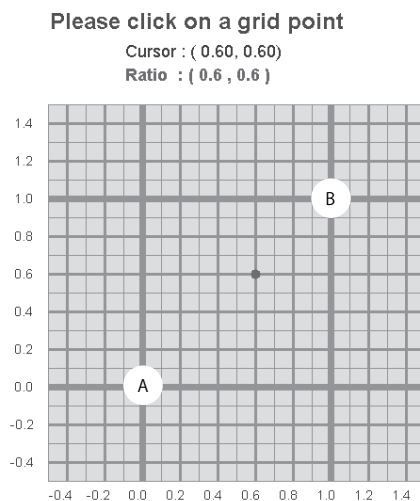 Please click on a grid point
Cursor : ( 0.60, 0.60)
Ratio : ( 0.6 , 0.6 )
1.4
1.2
1.0
B
0.8
0.6
0.4
0.2
0.0
A
-0.2
-0.4
-0.4 -0.2 0.0 0.2 0.4 0.6 0.8 1.0 1.2 1.4